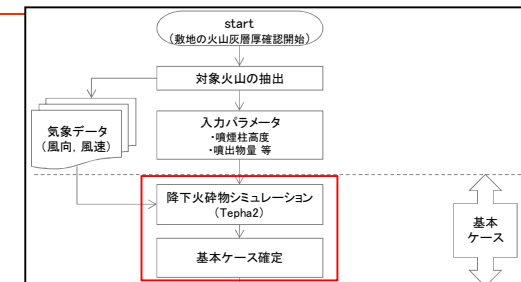 start
(敷地の火山灰層厚確認開始)
対象火山の抽出
気象データ
(風向,風速)
入力パラメータ
・噴煙柱高度
・噴出物量 等
降下火砕物シミュレーション
(Tepha2)
基本ケース確定
基本
ケース